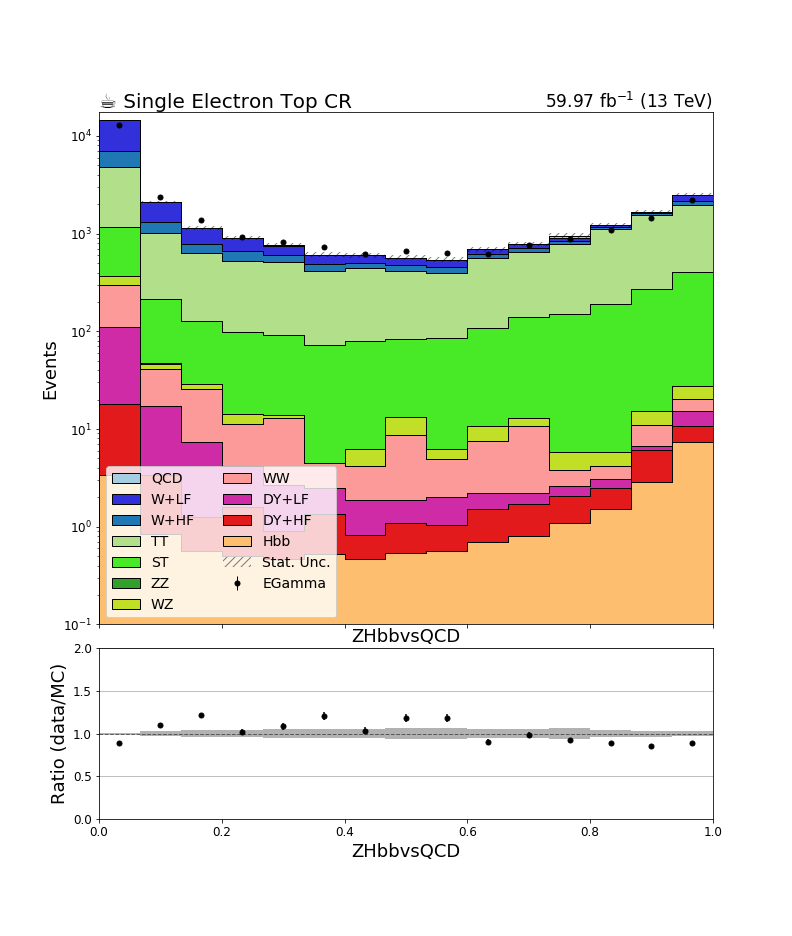 ☕ Single Electron Top CR 59.97 fb⁻¹ (13 TeV)
Events
10⁴
10³
10²
10¹
10⁰
10⁻¹
QCD WW
W+LF DY+LF
W+HF DY+HF
TT Hbb
ST Stat. Unc.
ZZ EGamma
WZ
ZHbbvsQCD
Ratio (data/MC)
2.0
1.5
1.0
0.5
0.0
0.0 0.2 0.4 0.6 0.8 1.0
ZHbbvsQCD